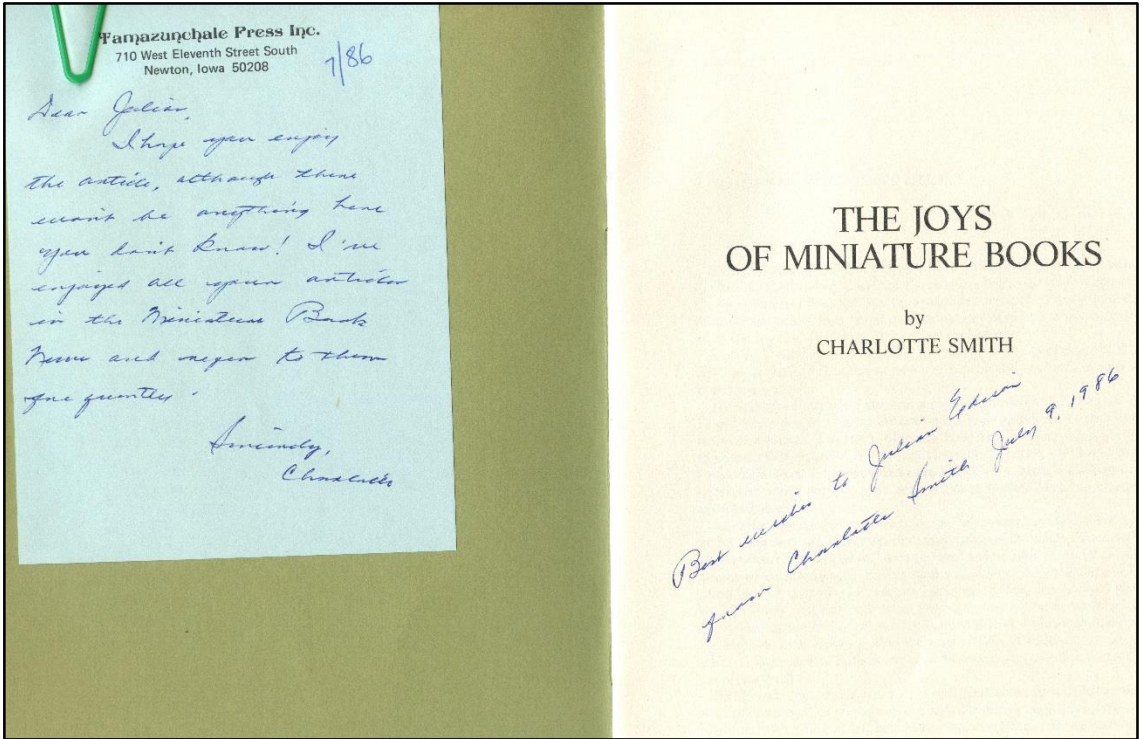 Tamazunchale Press Inc.
710 West Eleventh Street South
Newton, Iowa 50208
7/86
Dear Julian,
I hope you enjoy
the article, although there
won't be anything here
you don't know! I've
enjoyed all your articles
in the Miniature Book
News and refer to them
frequently.
Sincerely,
Charlotte
THE JOYS
OF MINIATURE BOOKS
by
CHARLOTTE SMITH
Best wishes to Julian Edison
from Charlotte Smith July 9, 1986